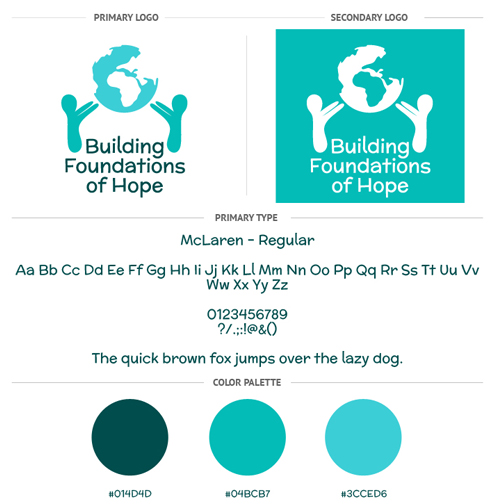 PRIMARY LOGO
SECONDARY LOGO
Building
Foundations
of Hope
Building
Foundations
of Hope
PRIMARY TYPE
McLaren - Regular
Aa Bb Cc Dd Ee Ff Gg Hh Ii Jj Kk Ll Mm Nn Oo Pp Qq Rr Ss Tt Uu Vv
Ww Xx Yy Zz
0123456789
?/.,;:!@&()
The quick brown fox jumps over the lazy dog.
COLOR PALETTE
#014D4D
#04BCB7
#3CCED6